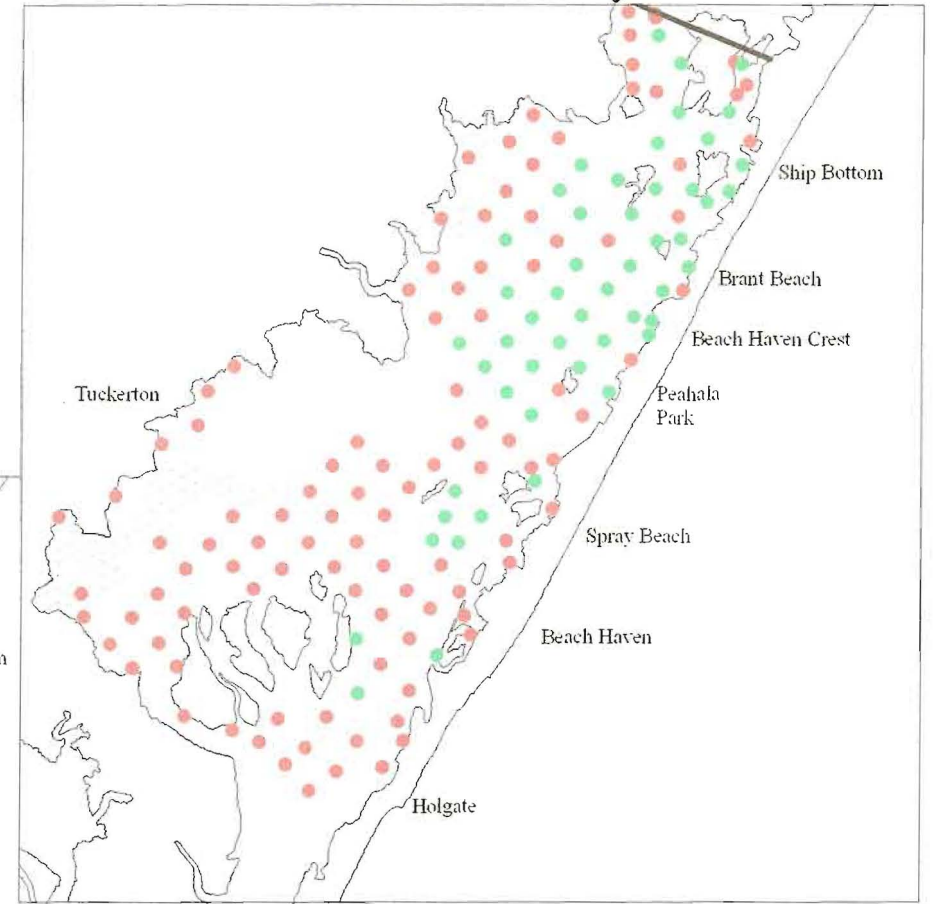 Ship Bottom
Brant Beach
Beach Haven Crest
Tuckerton
Peahala
Park
Spray Beach
Beach Haven
Holgate